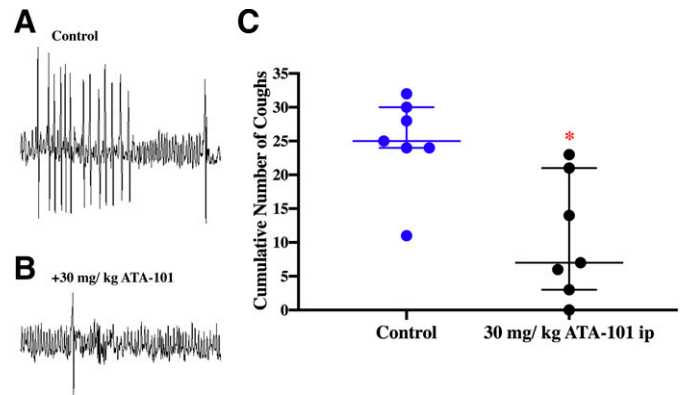 A
Control
B
+30 mg/ kg ATA-101
C
Cumulative Number of Coughs
35
30
25
20
15
10
5
0
*
Control
30 mg/ kg ATA-101 ip